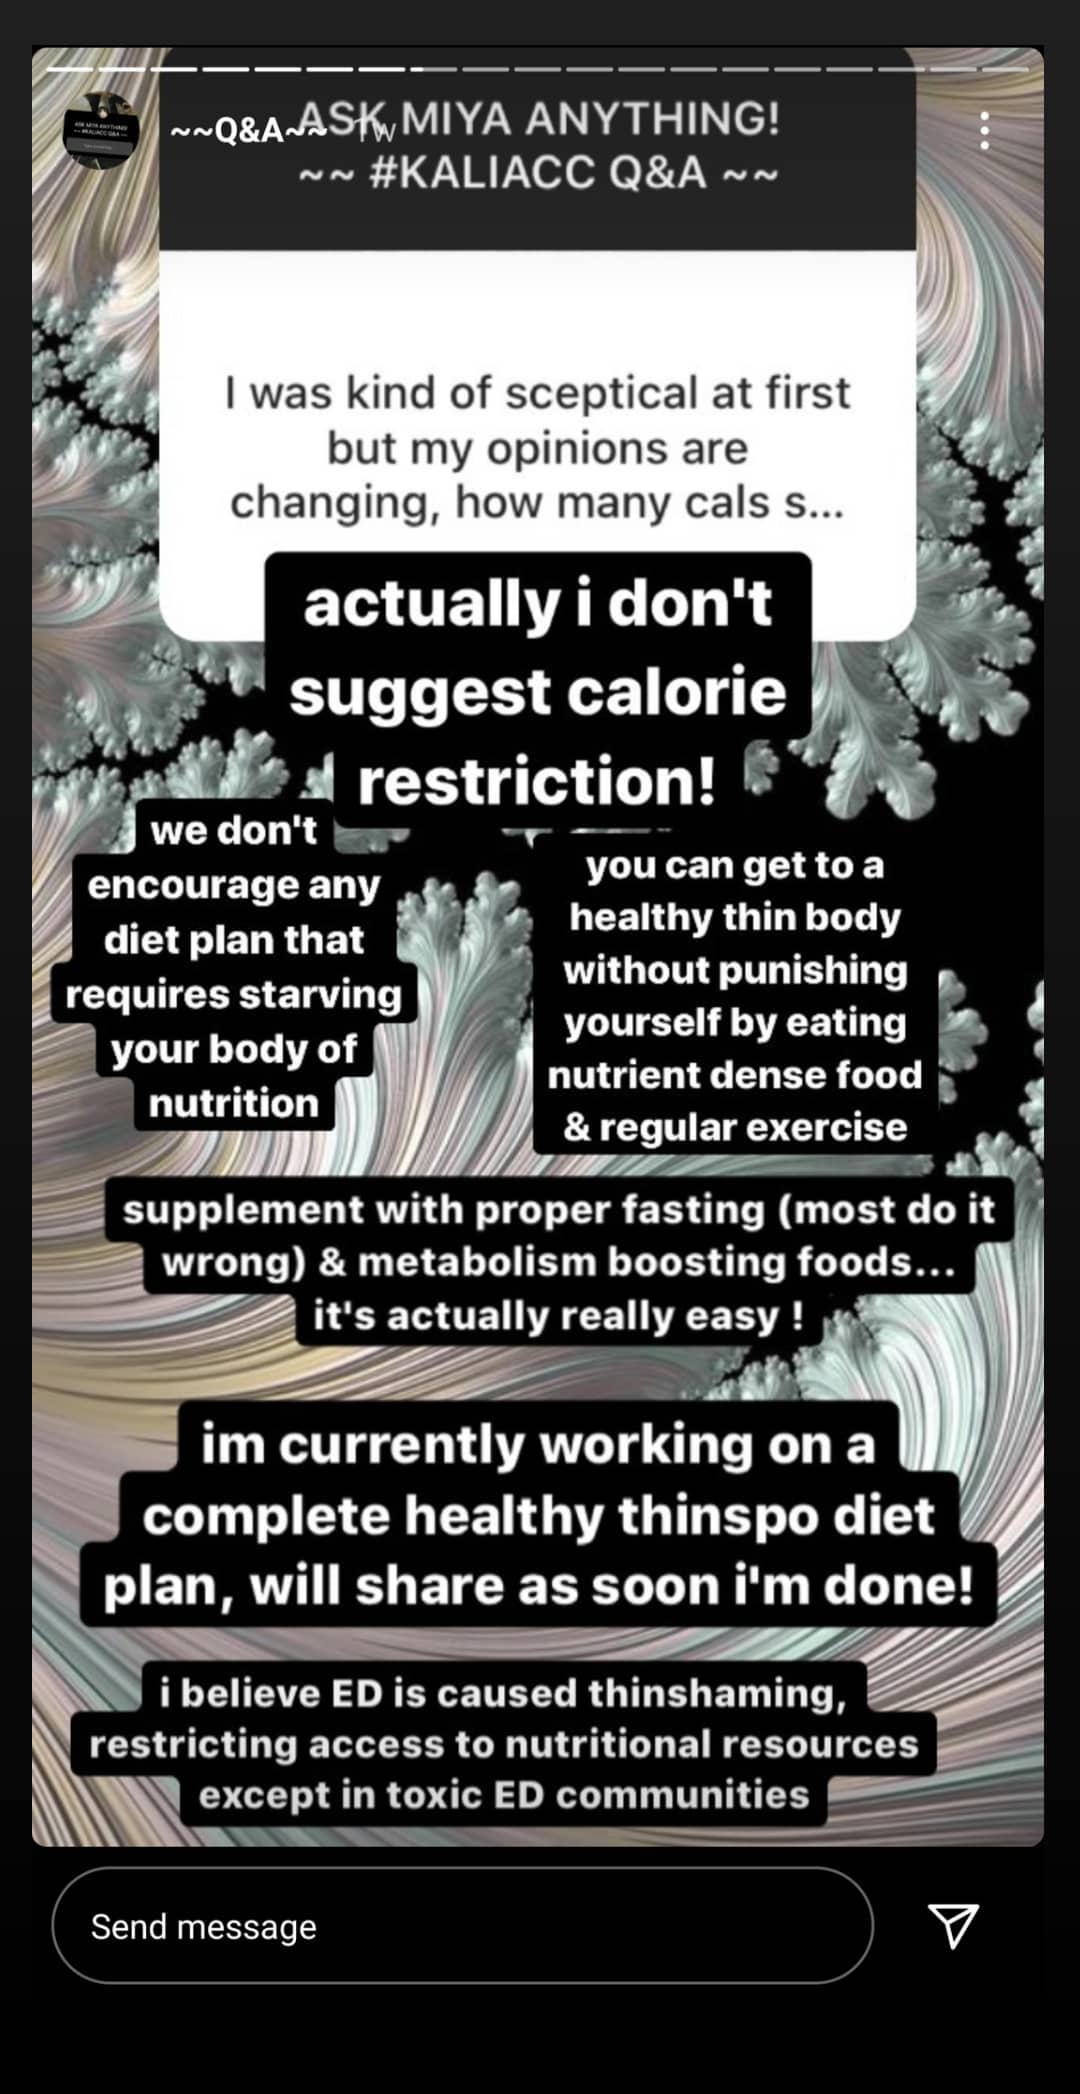 ~~Q&A~~ 1w
ASK MIYA ANYTHING!
~~ #KALIACC Q&A ~~
I was kind of sceptical at first
but my opinions are
changing, how many cals s...
actually i don't
suggest calorie
restriction!
we don't
encourage any
diet plan that
requires starving
your body of
nutrition
you can get to a
healthy thin body
without punishing
yourself by eating
nutrient dense food
& regular exercise
supplement with proper fasting (most do it
wrong) & metabolism boosting foods...
it's actually really easy !
im currently working on a
complete healthy thinspo diet
plan, will share as soon i'm done!
i believe ED is caused thinshaming,
restricting access to nutritional resources
except in toxic ED communities
Send message